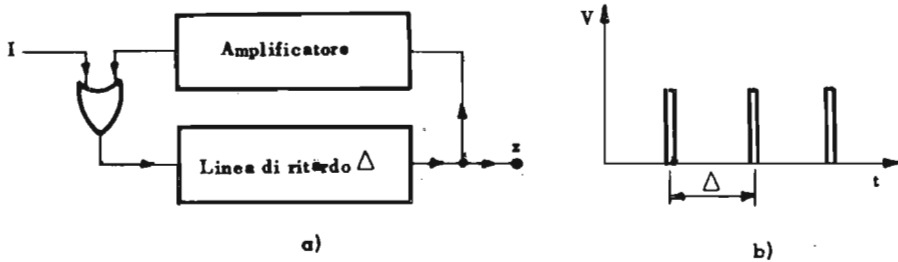 I
Amplificatore
Linea di ritardo Δ
z
a)
V
Δ
t
b)